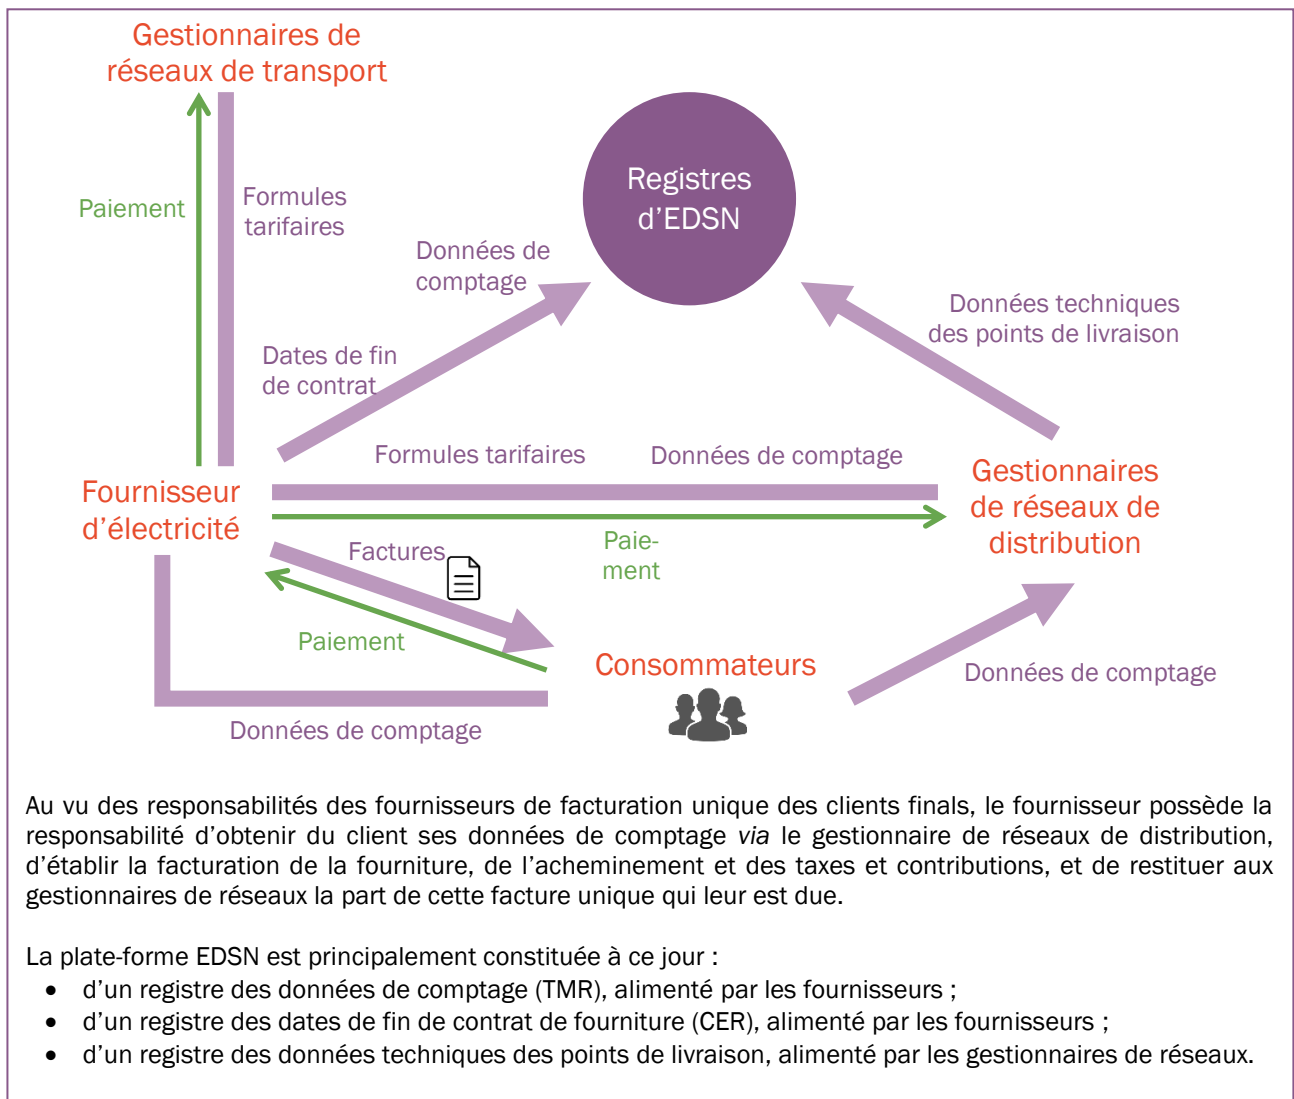 Gestionnaires de
réseaux de transport
Registres
d’EDSN
Paiement
Formules
tarifaires
Données de
comptage
Données techniques
des points de livraison
Dates de fin
de contrat
Formules tarifaires
Données de comptage
Gestionnaires
de réseaux de
distribution
Fournisseur
d’électricité
Paie-
ment
Factures
Paiement
Consommateurs
Données de comptage
Données de comptage
Au vu des responsabilités des fournisseurs de facturation unique des clients finals, le fournisseur possède la
responsabilité d’obtenir du client ses données de comptage via le gestionnaire de réseaux de distribution,
d’établir la facturation de la fourniture, de l’acheminement et des taxes et contributions, et de restituer aux
gestionnaires de réseaux la part de cette facture unique qui leur est due.
La plate-forme EDSN est principalement constituée à ce jour :
• d’un registre des données de comptage (TMR), alimenté par les fournisseurs ;
• d’un registre des dates de fin de contrat de fourniture (CER), alimenté par les fournisseurs ;
• d’un registre des données techniques des points de livraison, alimenté par les gestionnaires de réseaux.